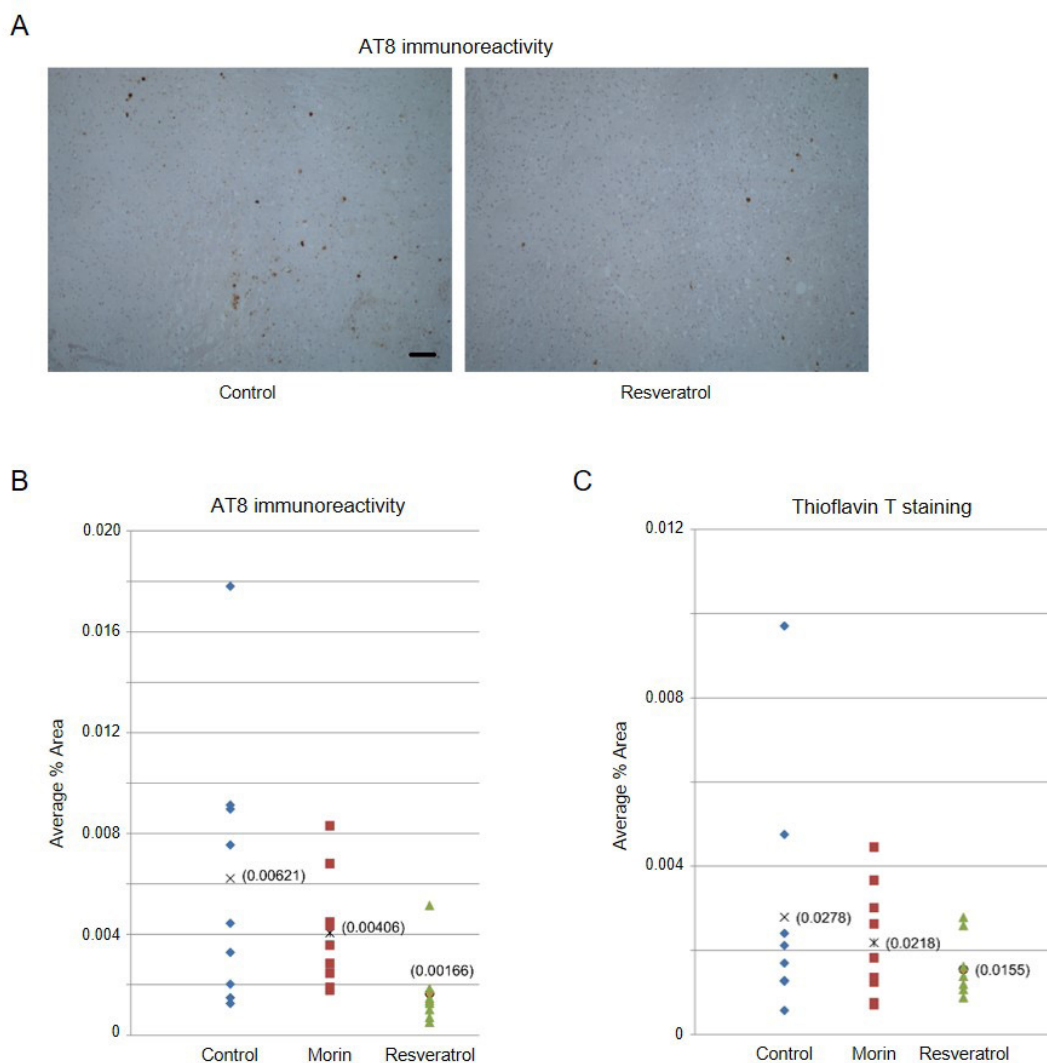 A
AT8 immunoreactivity
Control
Resveratrol
B
AT8 immunoreactivity
Average % Area
0.020
0.016
0.012
0.008
0.004
0
(0.00621)
(0.00406)
(0.00166)
Control
Morin
Resveratrol
C
Thioflavin T staining
Average % Area
0.012
0.008
0.004
0
(0.0278)
(0.0218)
(0.0155)
Control
Morin
Resveratrol